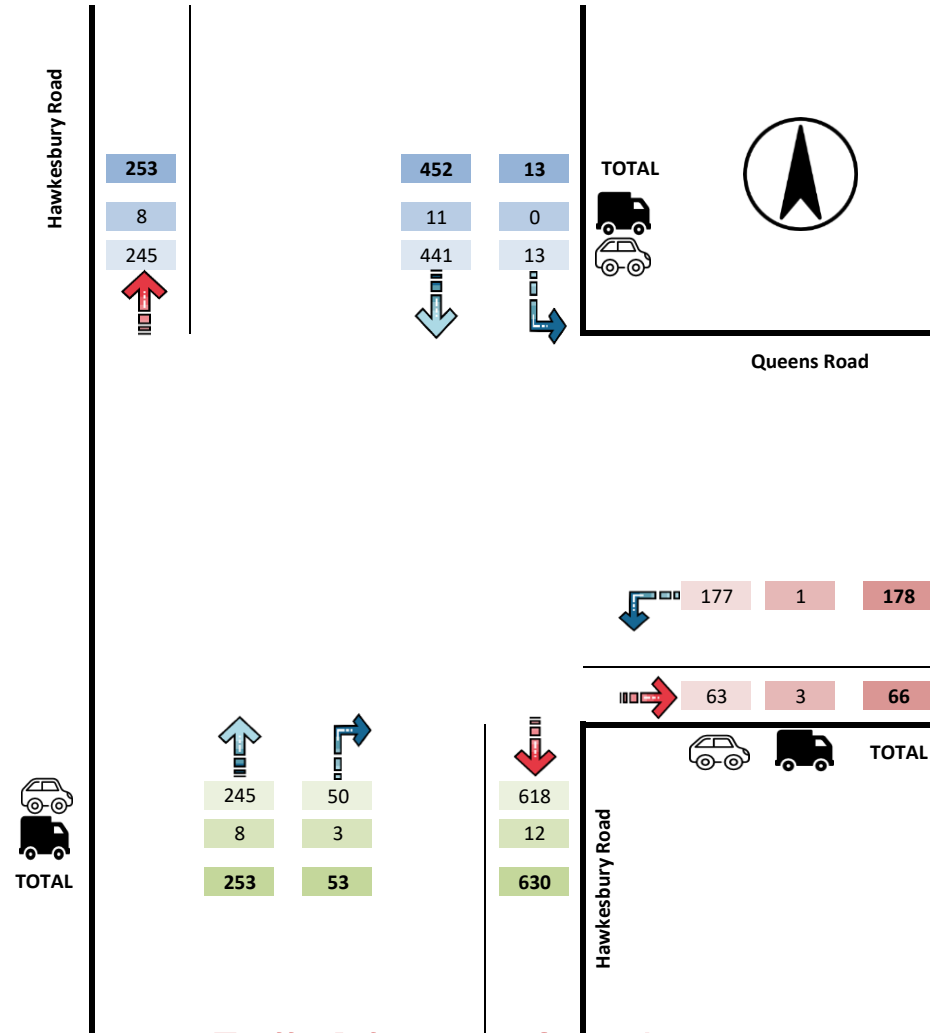 Hawkesbury Road
253 452 13 TOTAL
8 11 0
245 441 13
Queens Road
177 1 178
63 3 66
TOTAL
245 50 618
8 3 12
TOTAL 253 53 630
Hawkesbury Road